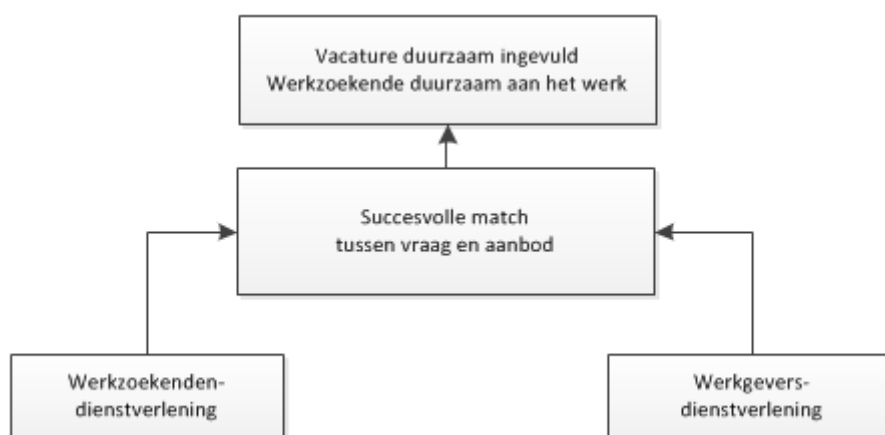 Vacature duurzaam ingevuld
Werkzoekende duurzaam aan het werk
Succesvolle match
tussen vraag en aanbod
Werkzoekenden-
dienstverlening
Werkgevers-
dienstverlening